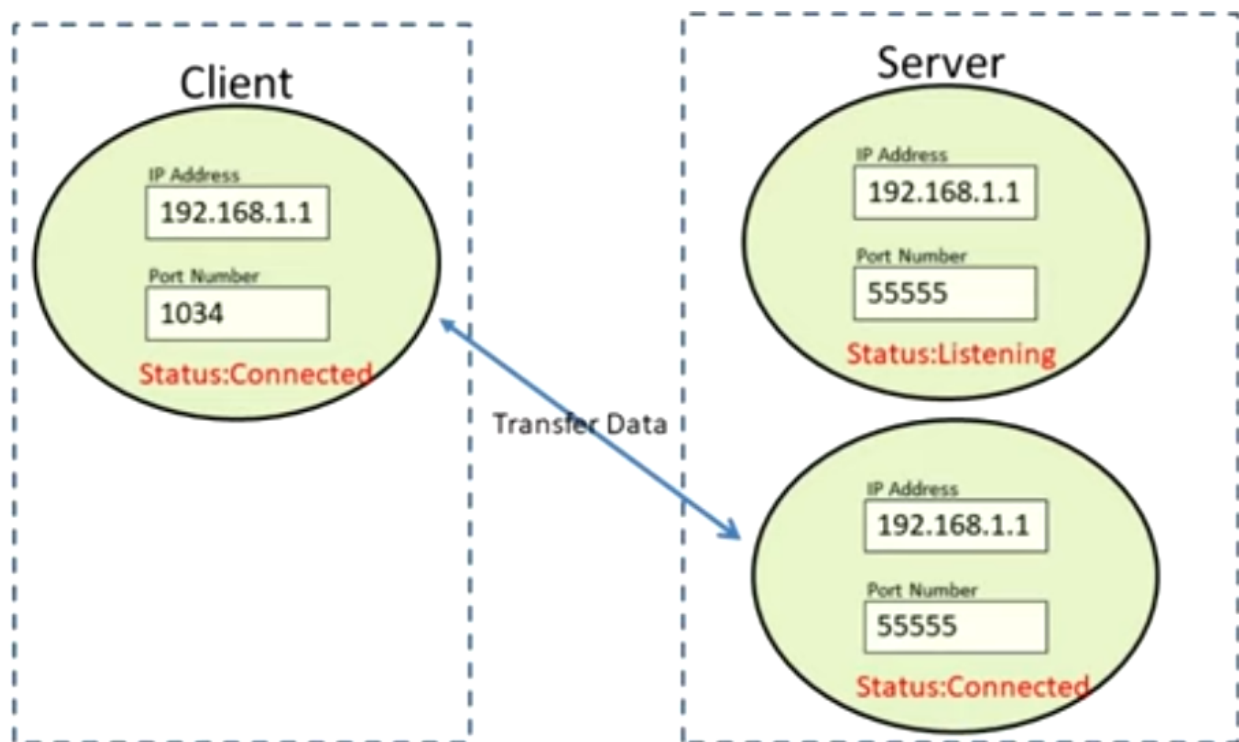 Client
IP Address
192.168.1.1
Port Number
1034
Status:Connected
Transfer Data
Server
IP Address
192.168.1.1
Port Number
55555
Status:Listening
IP Address
192.168.1.1
Port Number
55555
Status:Connected